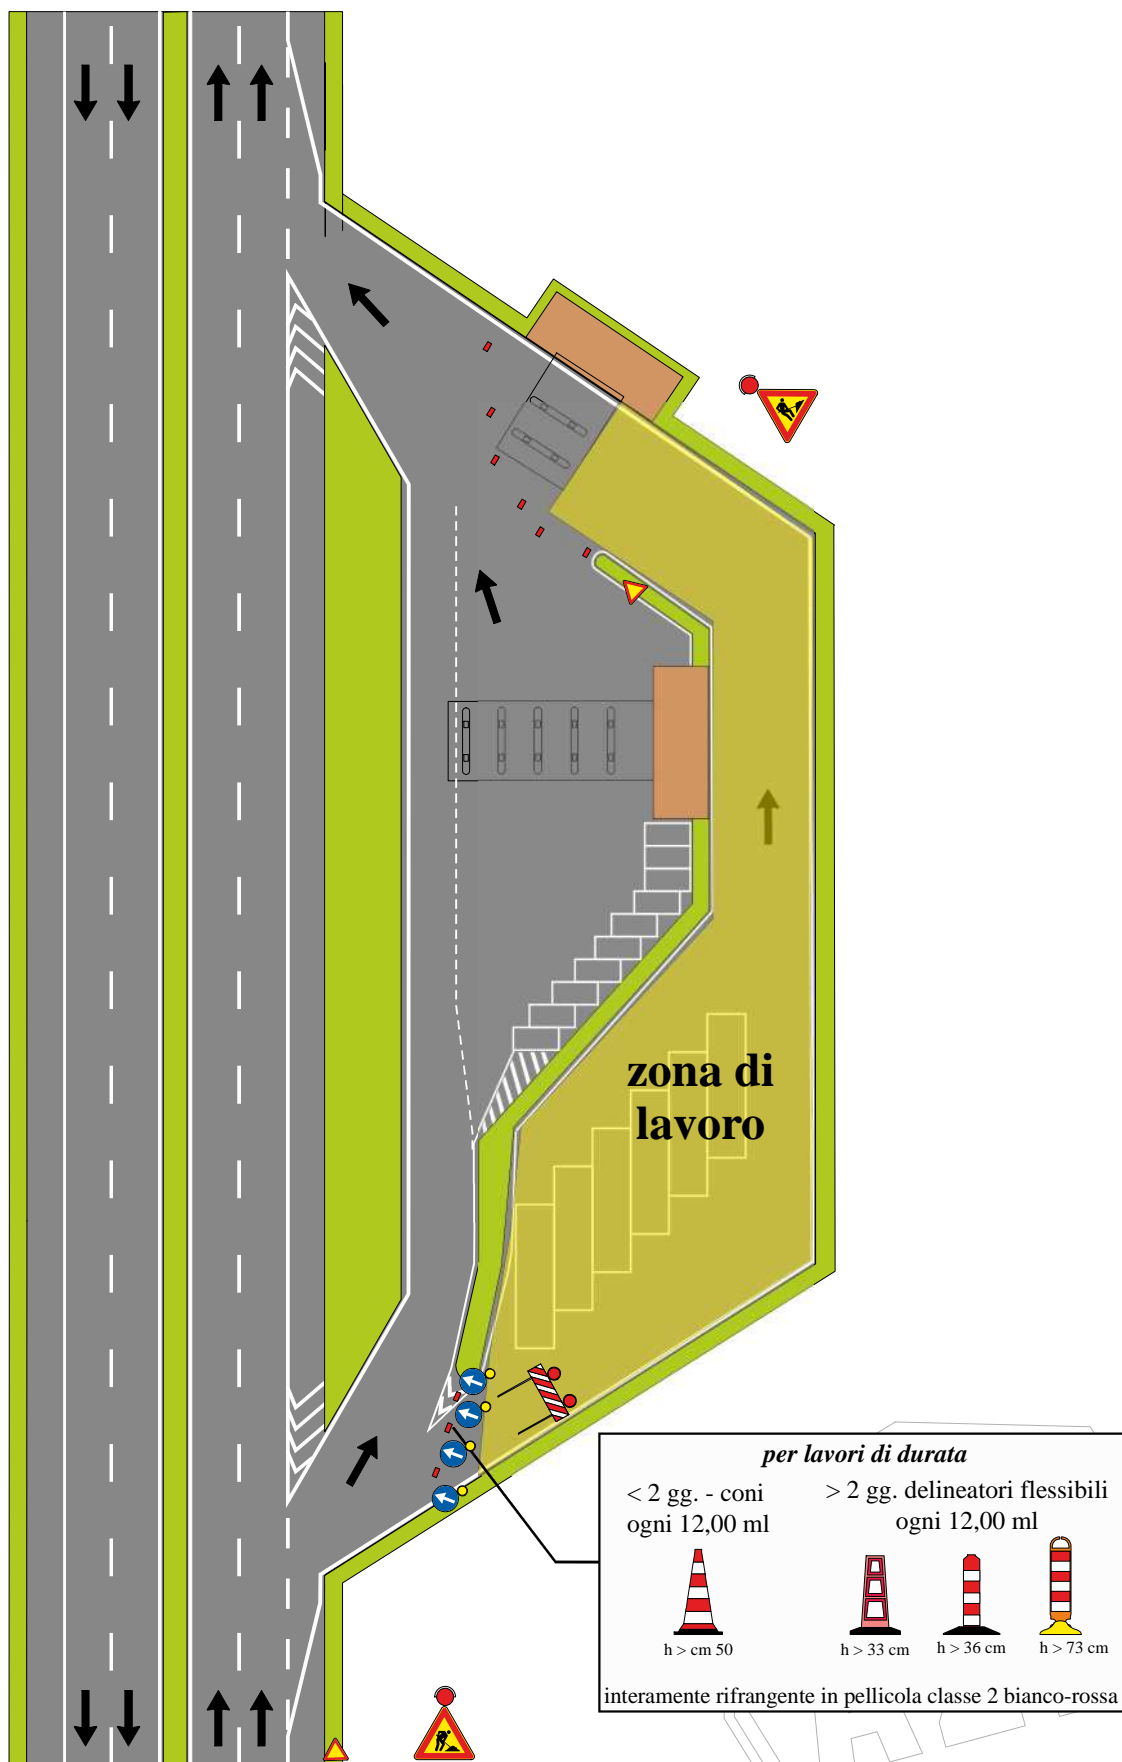 zona di
lavoro
per lavori di durata
< 2 gg. - coni
ogni 12,00 ml
> 2 gg. delineatori flessibili
ogni 12,00 ml
h > cm 50
h > 33 cm
h > 36 cm
h > 73 cm
interamente rifrangente in pellicola classe 2 bianco-rossa